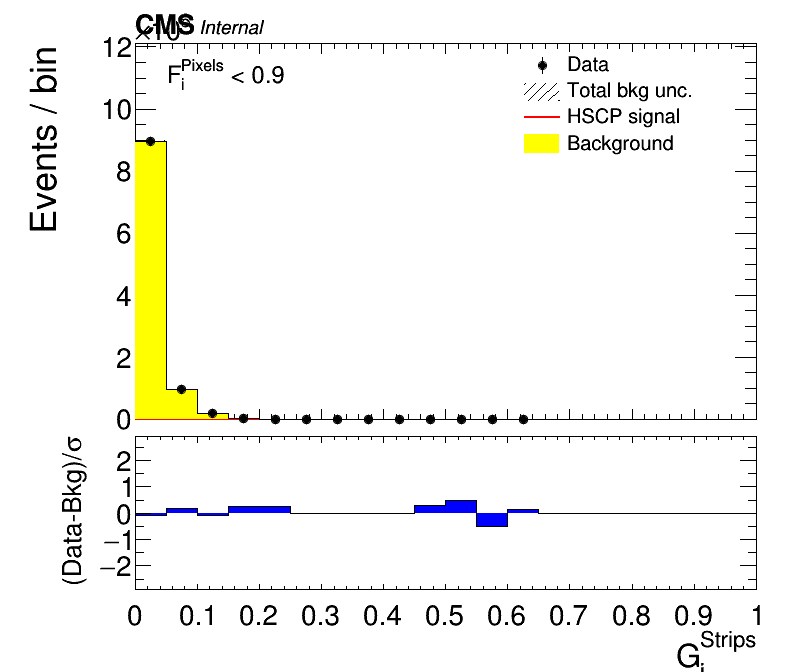 CMS Internal
12
F_i^Pixels < 0.9
Data
Total bkg unc.
HSCP signal
Background
10
8
6
4
2
0
Events / bin
2
1
0
−1
−2
(Data-Bkg)/σ
0 0.1 0.2 0.3 0.4 0.5 0.6 0.7 0.8 0.9 1
G_i^Strips